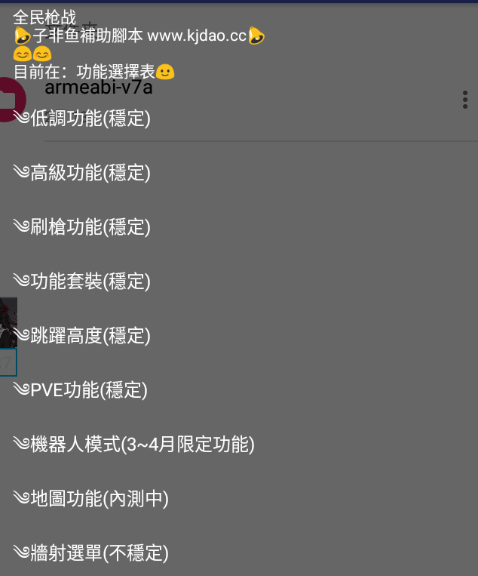 全民枪战
子非鱼補助腳本 www.kjdao.cc
目前在：功能選擇表
armeabi-v7a
༄低調功能(穩定)
༄高級功能(穩定)
༄刷槍功能(穩定)
༄功能套裝(穩定)
༄跳躍高度(穩定)
༄PVE功能(穩定)
༄機器人模式(3~4月限定功能)
༄地圖功能(內測中)
༄牆射選單(不穩定)